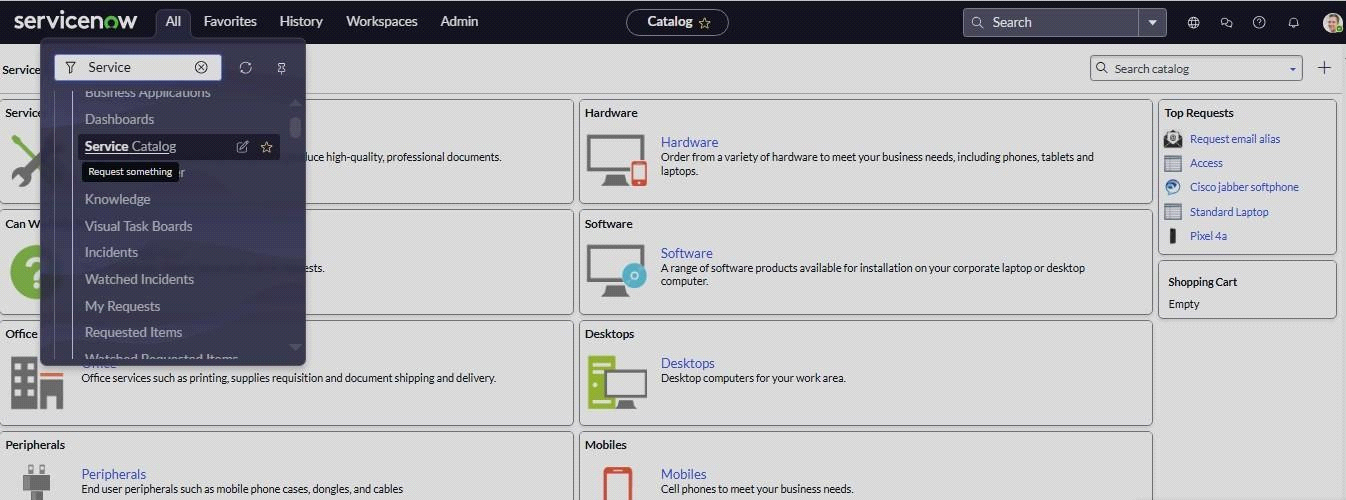 servicenow All Favorites History Workspaces Admin Catalog Search
Service Search catalog
Service
Business Applications
Dashboards
Service Catalog
Request something
Knowledge
Visual Task Boards
Incidents
Watched Incidents
My Requests
Requested Items
Watched Requested Items
high-quality, professional documents.
Can W
Office
Office services such as printing, supplies requisition and document shipping and delivery.
Peripherals
Peripherals
End user peripherals such as mobile phone cases, dongles, and cables
Hardware
Hardware
Order from a variety of hardware to meet your business needs, including phones, tablets and
laptops.
Software
Software
A range of software products available for installation on your corporate laptop or desktop
computer.
Desktops
Desktops
Desktop computers for your work area.
Mobiles
Mobiles
Cell phones to meet your business needs.
Top Requests
Request email alias
Access
Cisco jabber softphone
Standard Laptop
Pixel 4a
Shopping Cart
Empty